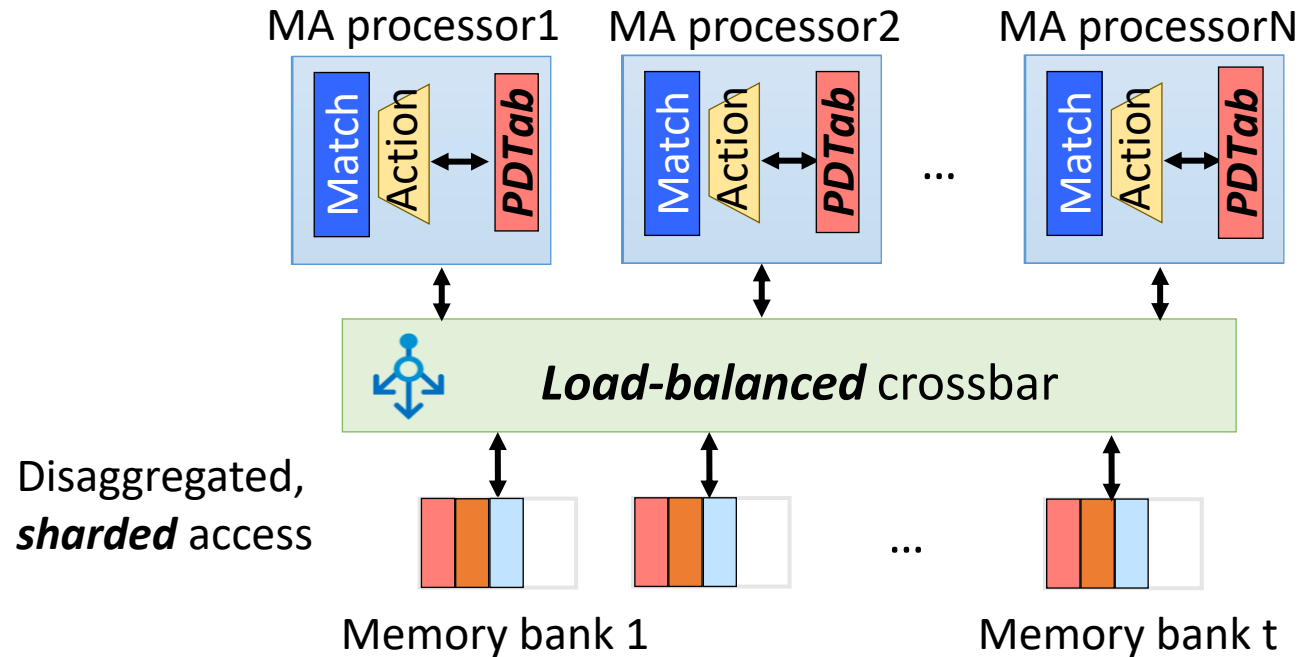 MA processor1
MA processor2
MA processorN
Match
Action
PDTab
Match
Action
PDTab
...
Match
Action
PDTab
Load-balanced crossbar
Disaggregated,
sharded access
...
Memory bank 1
Memory bank t